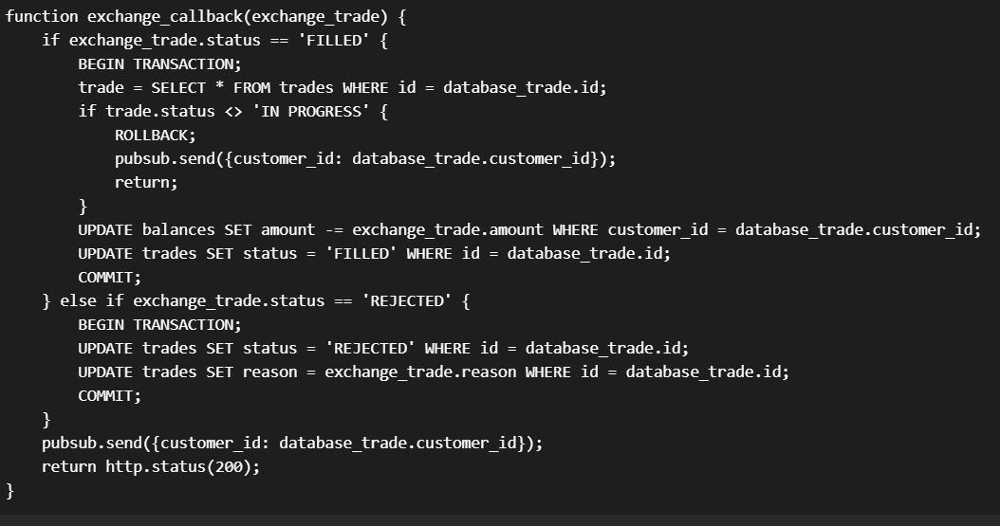 function exchange_callback(exchange_trade) {
    if exchange_trade.status == 'FILLED' {
        BEGIN TRANSACTION;
        trade = SELECT * FROM trades WHERE id = database_trade.id;
        if trade.status <> 'IN PROGRESS' {
            ROLLBACK;
            pubsub.send({customer_id: database_trade.customer_id});
            return;
        }
        UPDATE balances SET amount -= exchange_trade.amount WHERE customer_id = database_trade.customer_id;
        UPDATE trades SET status = 'FILLED' WHERE id = database_trade.id;
        COMMIT;
    } else if exchange_trade.status == 'REJECTED' {
        BEGIN TRANSACTION;
        UPDATE trades SET status = 'REJECTED' WHERE id = database_trade.id;
        UPDATE trades SET reason = exchange_trade.reason WHERE id = database_trade.id;
        COMMIT;
    }
    pubsub.send({customer_id: database_trade.customer_id});
    return http.status(200);
}